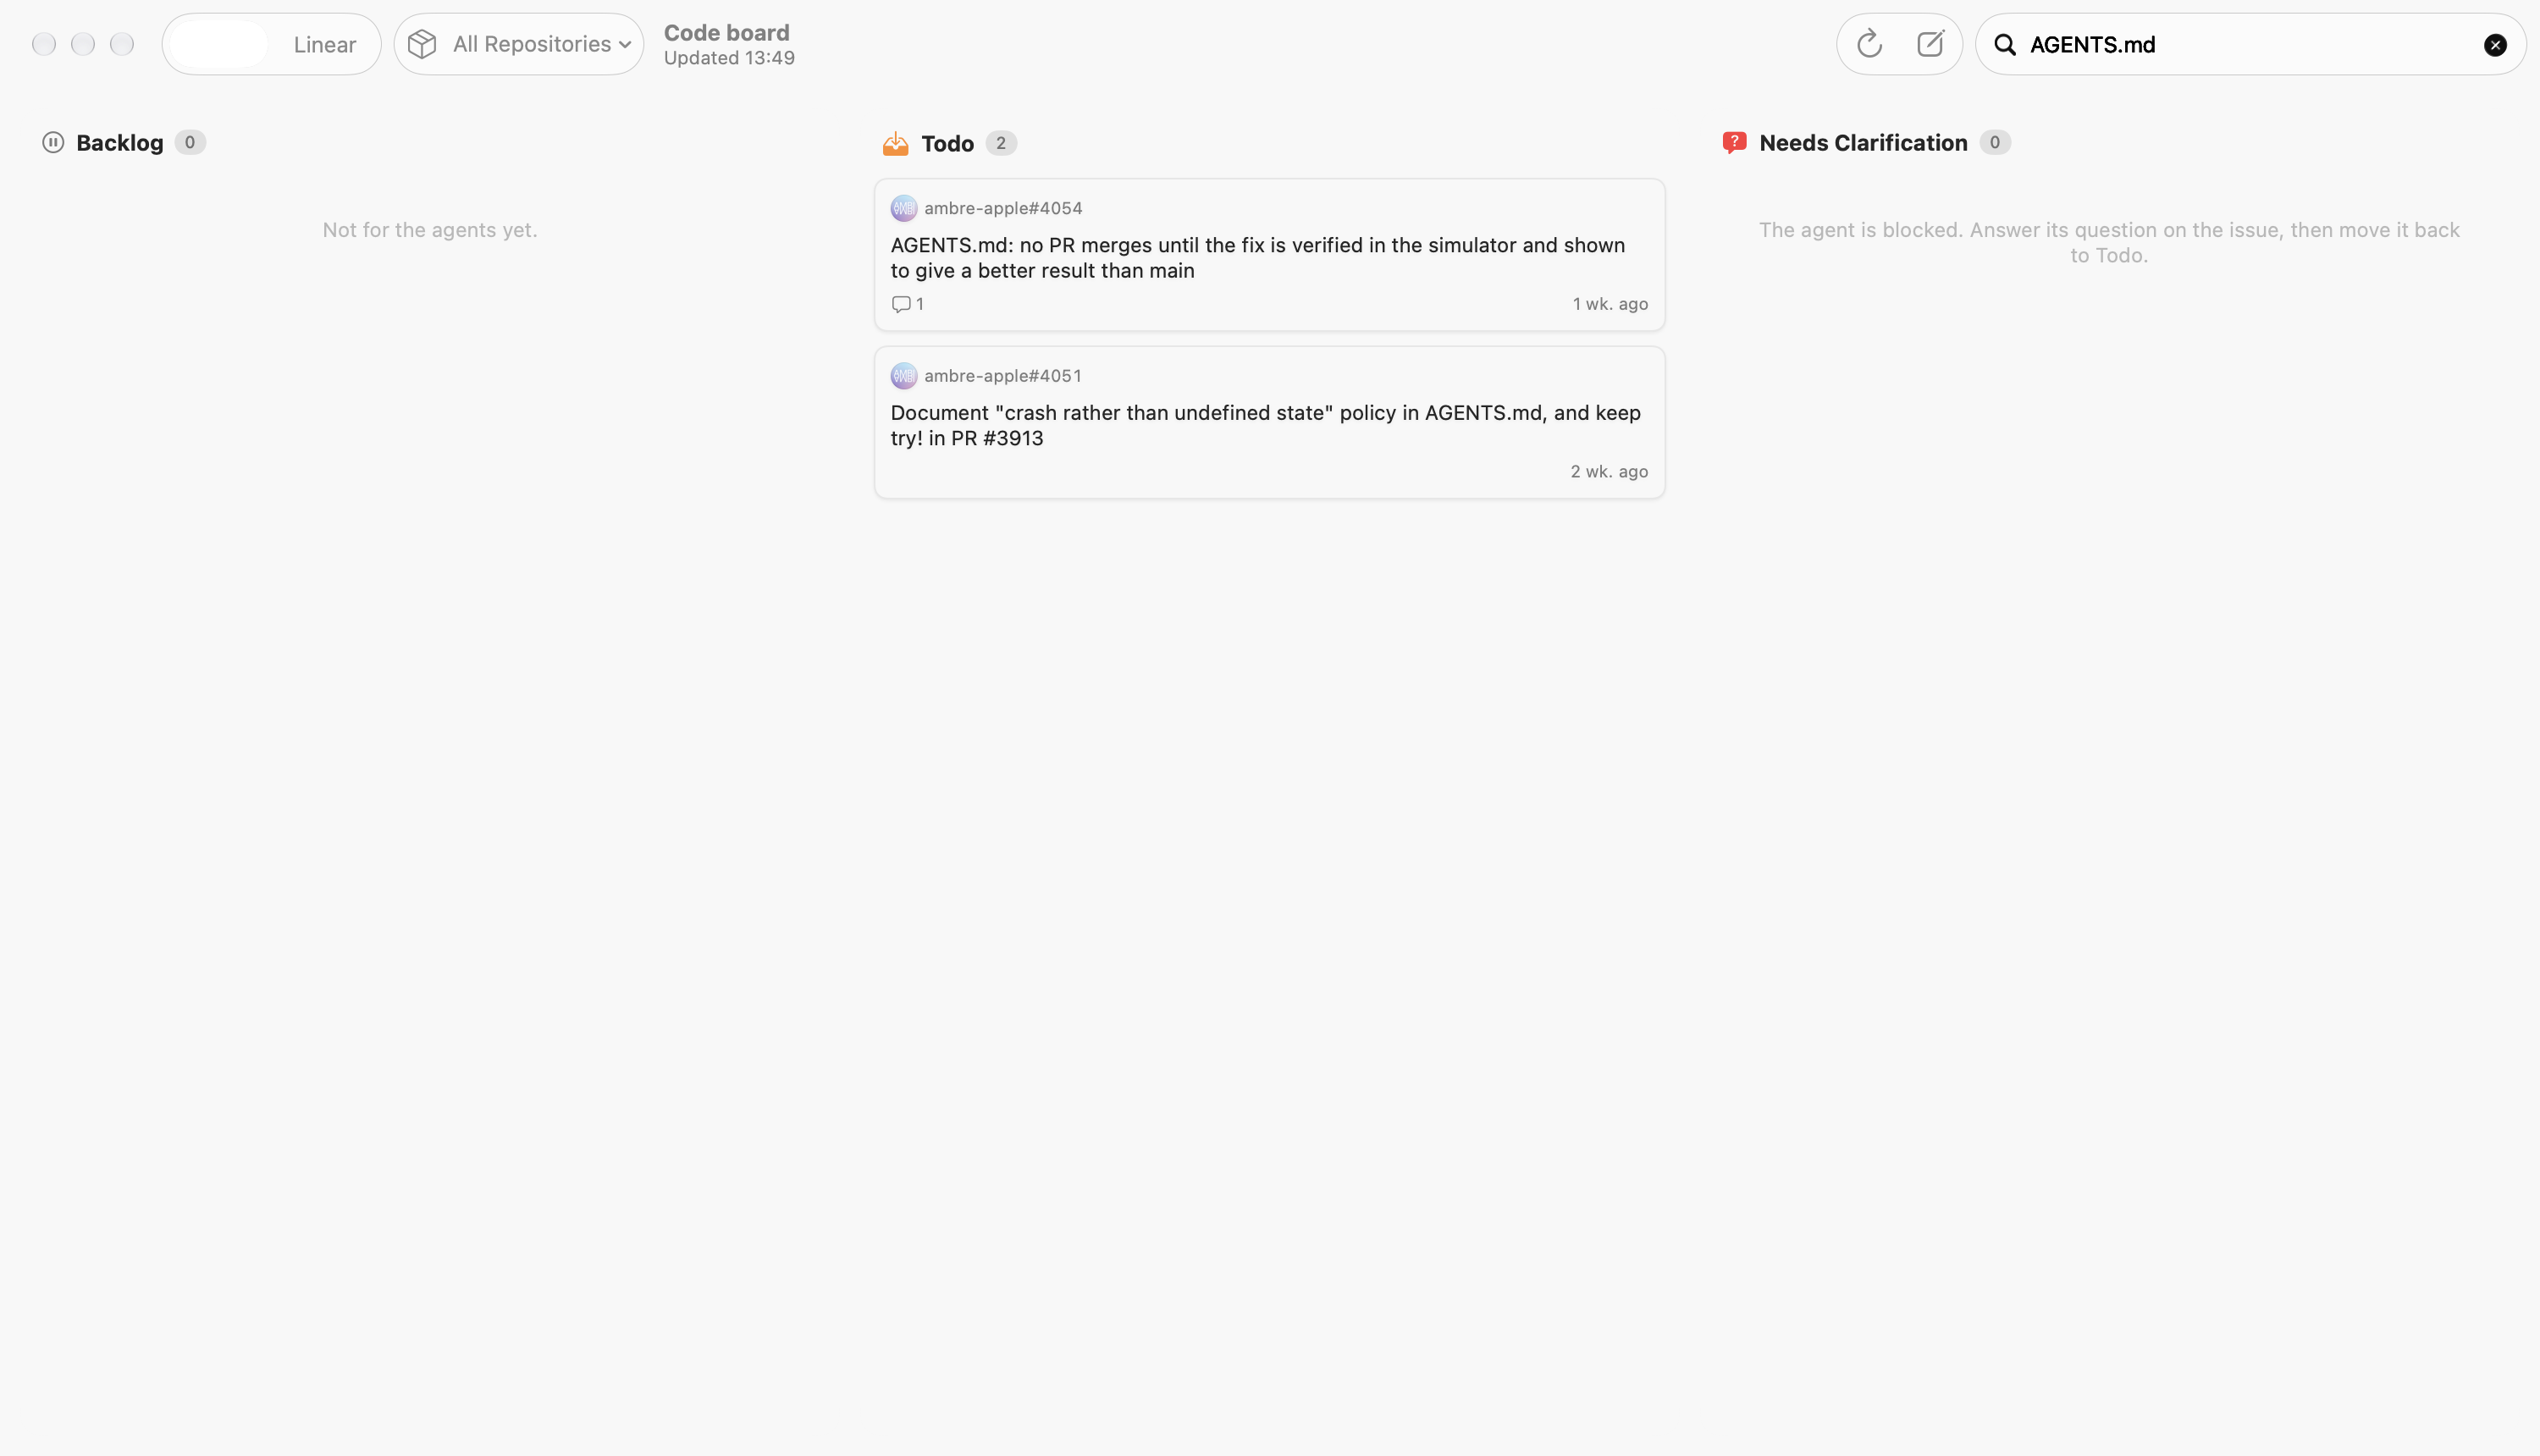 Linear
All Repositories
Code board
Updated 13:49
AGENTS.md
Backlog 0
Not for the agents yet.
Todo 2
ambre-apple#4054
AGENTS.md: no PR merges until the fix is verified in the simulator and shown
to give a better result than main
1
1 wk. ago
ambre-apple#4051
Document "crash rather than undefined state" policy in AGENTS.md, and keep
try! in PR #3913
2 wk. ago
Needs Clarification 0
The agent is blocked. Answer its question on the issue, then move it back
to Todo.